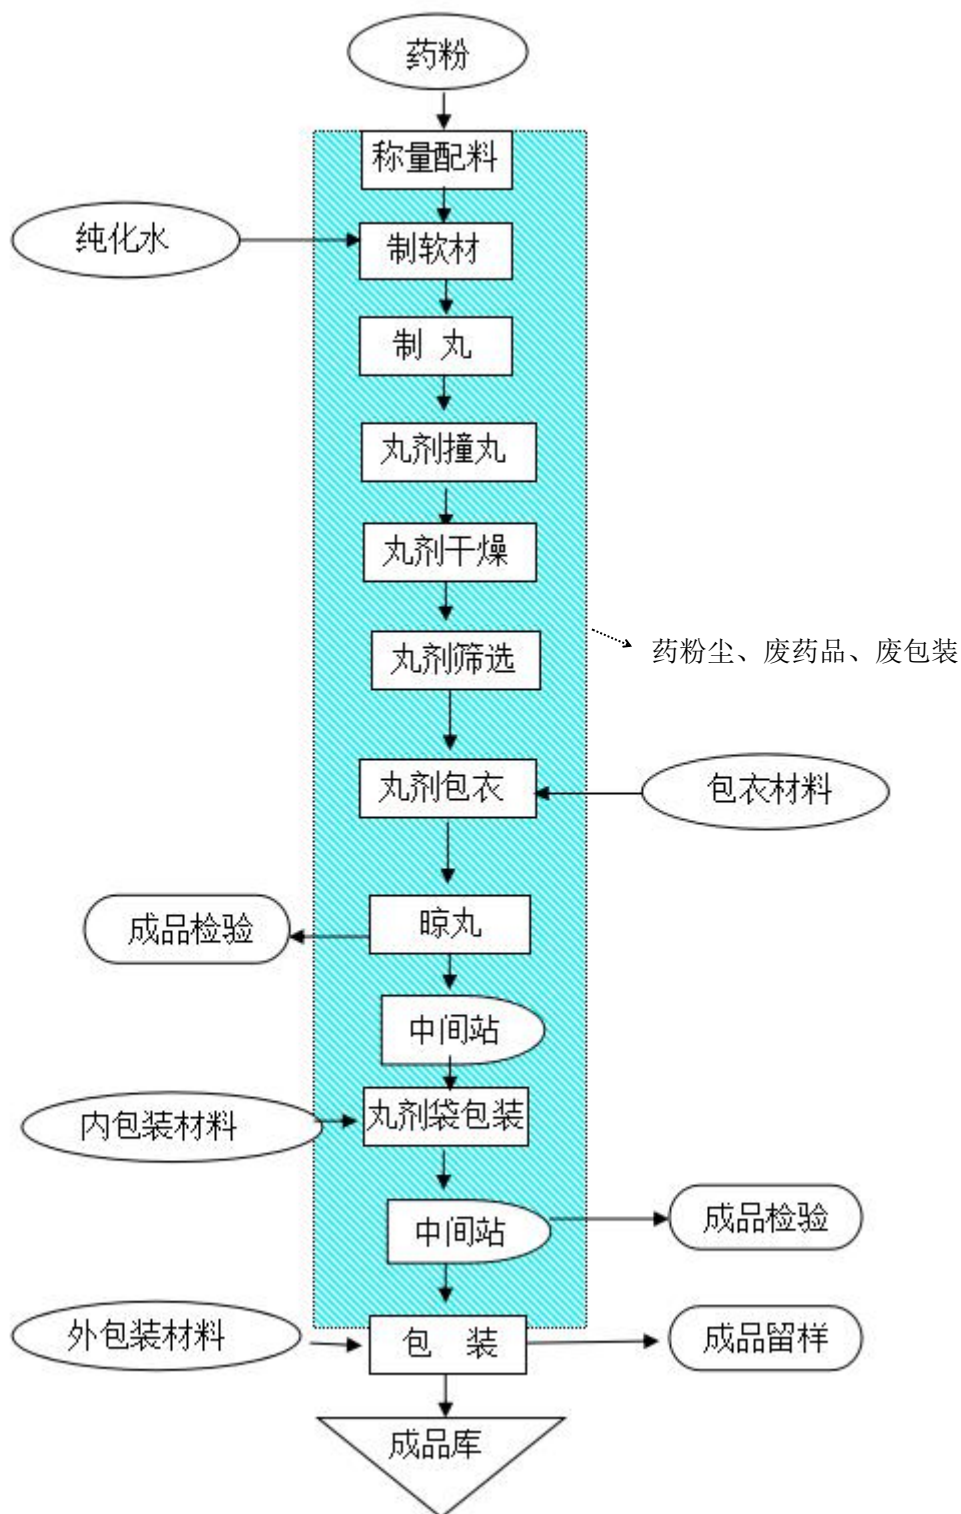 药粉
称量配料
纯化水
制软材
制 丸
丸剂撞丸
丸剂干燥
丸剂筛选
药粉尘、废药品、废包装
丸剂包衣
包衣材料
成品检验
晾丸
中间站
内包装材料
丸剂袋包装
中间站
成品检验
外包装材料
包 装
成品留样
成品库